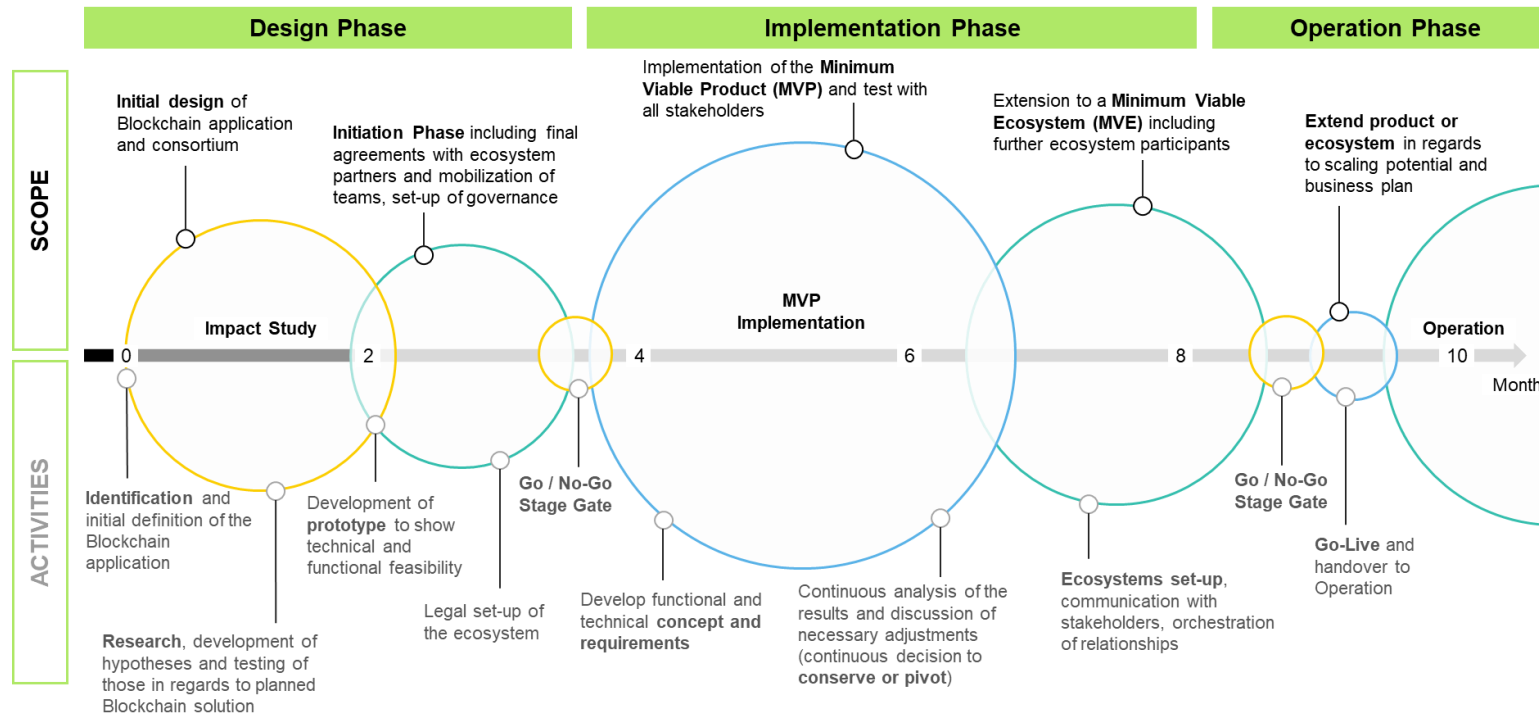 Design Phase
Implementation Phase
Operation Phase
SCOPE
Initial design of
Blockchain application
and consortium
Initiation Phase including final
agreements with ecosystem
partners and mobilization of
teams, set-up of governance
Implementation of the Minimum
Viable Product (MVP) and test with
all stakeholders
Extension to a Minimum Viable
Ecosystem (MVE) including
further ecosystem participants
Extend product or
ecosystem in regards
to scaling potential and
business plan
Impact Study
MVP
Implementation
Operation
0
2
4
6
8
10
Month
ACTIVITIES
Identification and
initial definition of the
Blockchain
application
Research, development of
hypotheses and testing of
those in regards to planned
Blockchain solution
Development of
prototype to show
technical and
functional feasibility
Legal set-up of
the ecosystem
Go / No-Go
Stage Gate
Develop functional and
technical concept and
requirements
Continuous analysis of the
results and discussion of
necessary adjustments
(continuous decision to
conserve or pivot)
Ecosystems set-up,
communication with
stakeholders, orchestration
of relationships
Go / No-Go
Stage Gate
Go-Live and
handover to
Operation